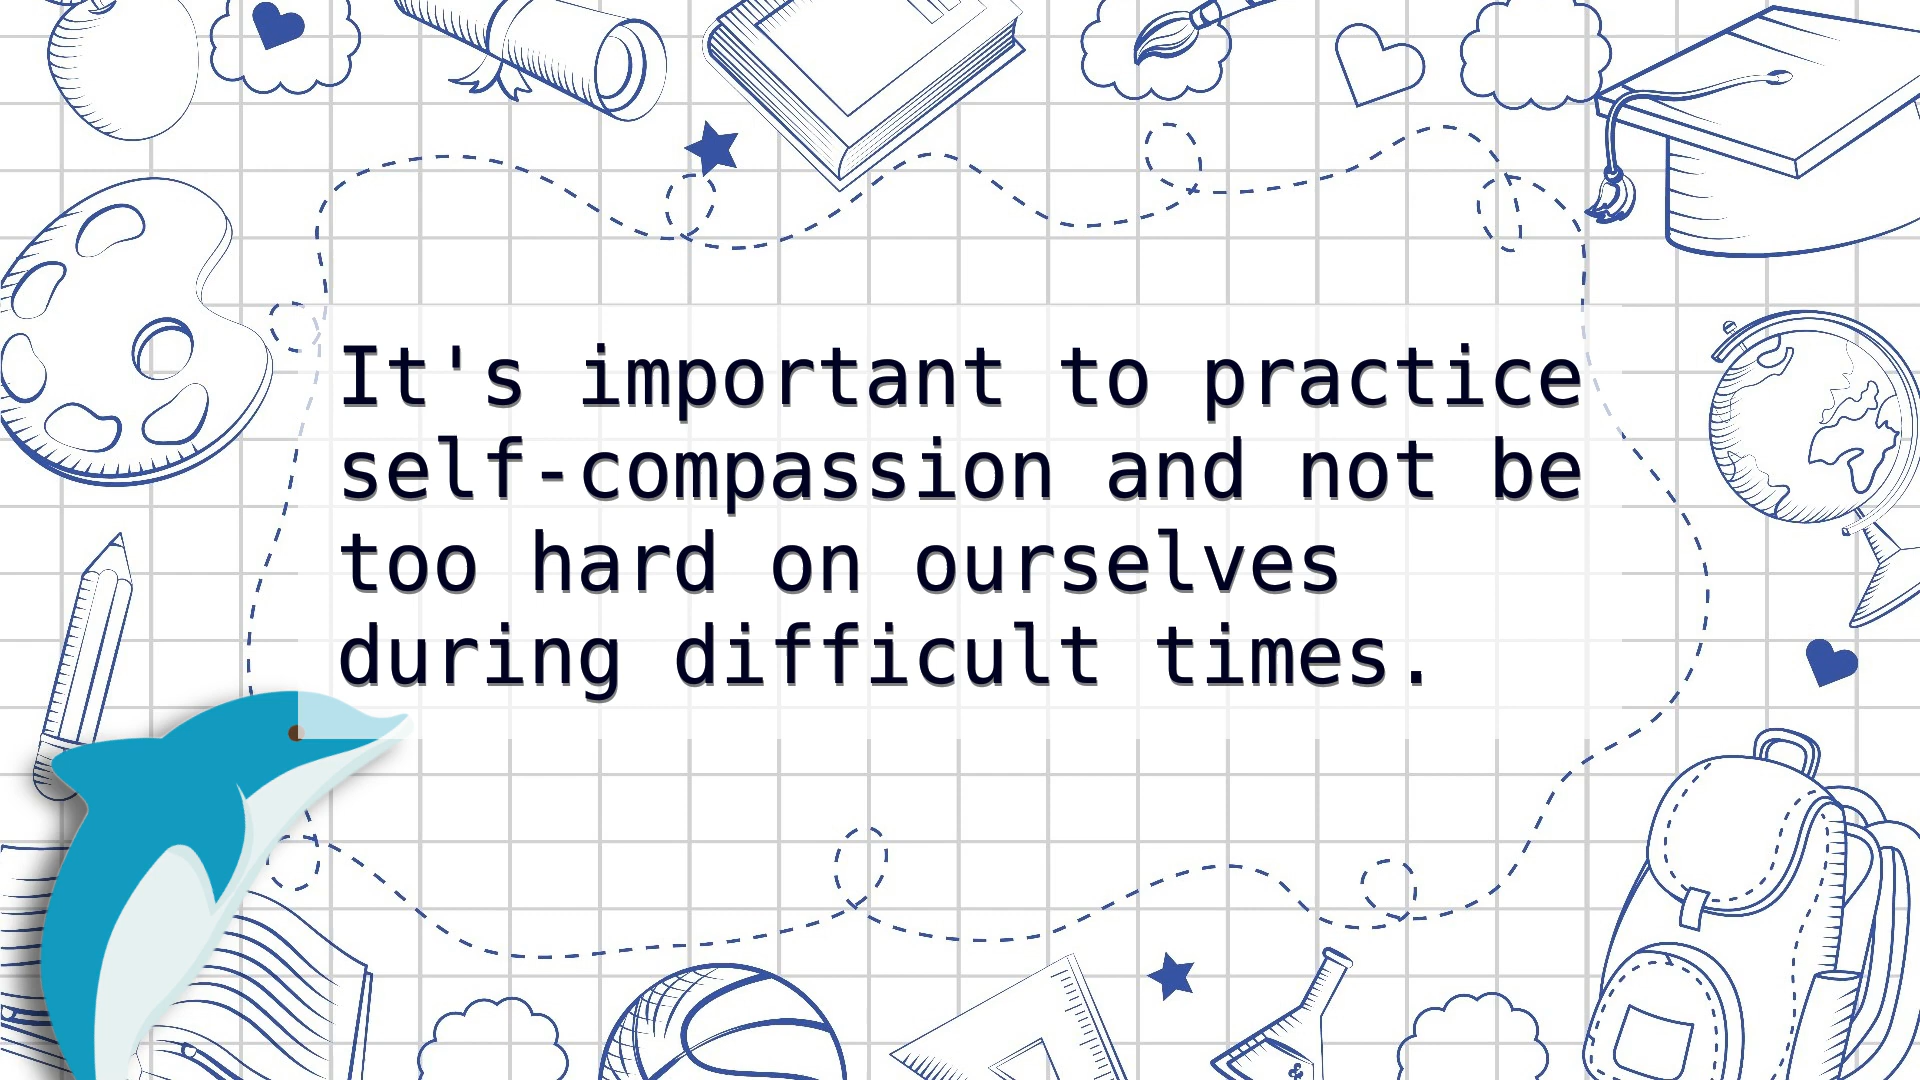 It's important to practice
self-compassion and not be
too hard on ourselves
during difficult times.